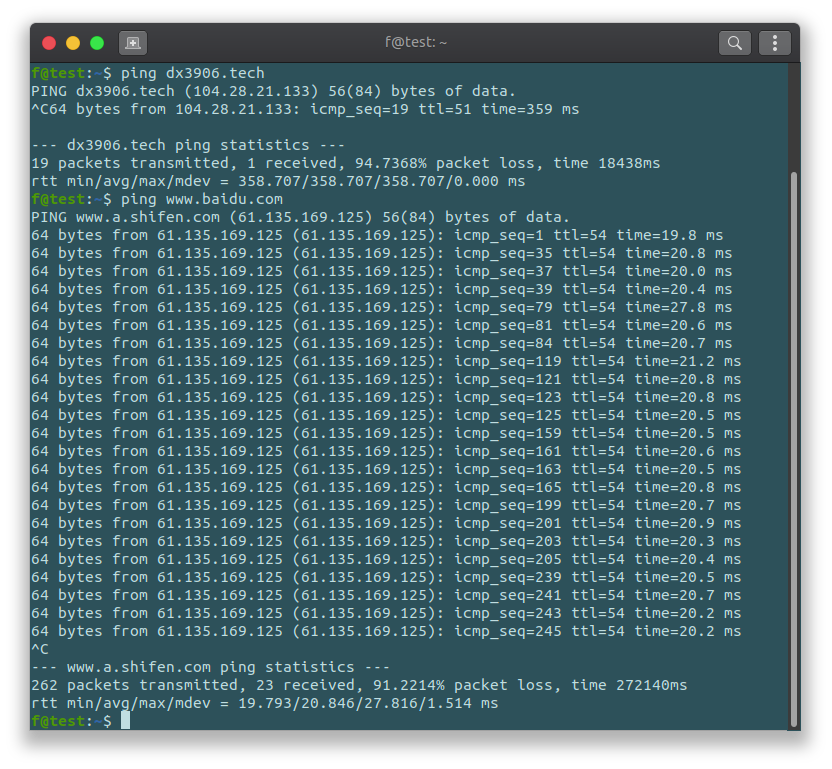 f@test: ~
f@test:~$ ping dx3906.tech
PING dx3906.tech (104.28.21.133) 56(84) bytes of data.
^C64 bytes from 104.28.21.133: icmp_seq=19 ttl=51 time=359 ms
--- dx3906.tech ping statistics ---
19 packets transmitted, 1 received, 94.7368% packet loss, time 18438ms
rtt min/avg/max/mdev = 358.707/358.707/358.707/0.000 ms
f@test:~$ ping www.baidu.com
PING www.a.shifen.com (61.135.169.125) 56(84) bytes of data.
64 bytes from 61.135.169.125 (61.135.169.125): icmp_seq=1 ttl=54 time=19.8 ms
64 bytes from 61.135.169.125 (61.135.169.125): icmp_seq=35 ttl=54 time=20.8 ms
64 bytes from 61.135.169.125 (61.135.169.125): icmp_seq=37 ttl=54 time=20.0 ms
64 bytes from 61.135.169.125 (61.135.169.125): icmp_seq=39 ttl=54 time=20.4 ms
64 bytes from 61.135.169.125 (61.135.169.125): icmp_seq=79 ttl=54 time=27.8 ms
64 bytes from 61.135.169.125 (61.135.169.125): icmp_seq=81 ttl=54 time=20.6 ms
64 bytes from 61.135.169.125 (61.135.169.125): icmp_seq=84 ttl=54 time=20.7 ms
64 bytes from 61.135.169.125 (61.135.169.125): icmp_seq=119 ttl=54 time=21.2 ms
64 bytes from 61.135.169.125 (61.135.169.125): icmp_seq=121 ttl=54 time=20.8 ms
64 bytes from 61.135.169.125 (61.135.169.125): icmp_seq=123 ttl=54 time=20.8 ms
64 bytes from 61.135.169.125 (61.135.169.125): icmp_seq=125 ttl=54 time=20.5 ms
64 bytes from 61.135.169.125 (61.135.169.125): icmp_seq=159 ttl=54 time=20.5 ms
64 bytes from 61.135.169.125 (61.135.169.125): icmp_seq=161 ttl=54 time=20.6 ms
64 bytes from 61.135.169.125 (61.135.169.125): icmp_seq=163 ttl=54 time=20.5 ms
64 bytes from 61.135.169.125 (61.135.169.125): icmp_seq=165 ttl=54 time=20.8 ms
64 bytes from 61.135.169.125 (61.135.169.125): icmp_seq=199 ttl=54 time=20.7 ms
64 bytes from 61.135.169.125 (61.135.169.125): icmp_seq=201 ttl=54 time=20.9 ms
64 bytes from 61.135.169.125 (61.135.169.125): icmp_seq=203 ttl=54 time=20.3 ms
64 bytes from 61.135.169.125 (61.135.169.125): icmp_seq=205 ttl=54 time=20.4 ms
64 bytes from 61.135.169.125 (61.135.169.125): icmp_seq=239 ttl=54 time=20.5 ms
64 bytes from 61.135.169.125 (61.135.169.125): icmp_seq=241 ttl=54 time=20.7 ms
64 bytes from 61.135.169.125 (61.135.169.125): icmp_seq=243 ttl=54 time=20.2 ms
64 bytes from 61.135.169.125 (61.135.169.125): icmp_seq=245 ttl=54 time=20.2 ms
^C
--- www.a.shifen.com ping statistics ---
262 packets transmitted, 23 received, 91.2214% packet loss, time 272140ms
rtt min/avg/max/mdev = 19.793/20.846/27.816/1.514 ms
f@test:~$